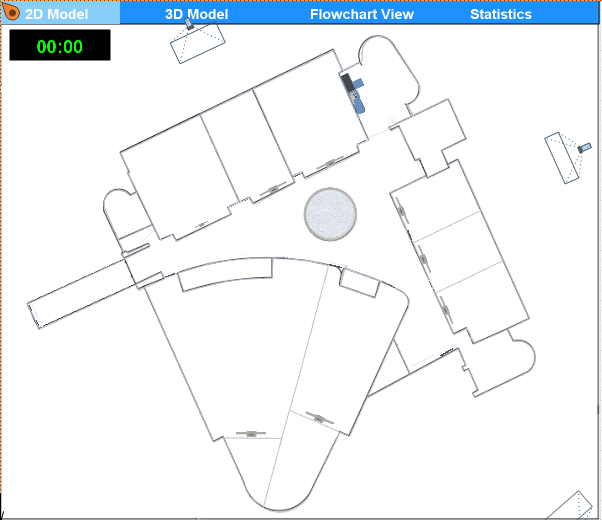 2D Model
3D Model
Flowchart View
Statistics
00:00